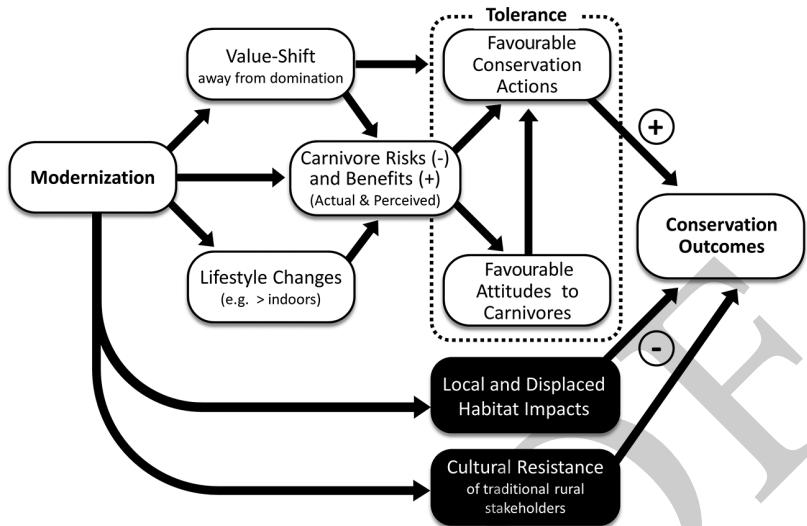 Tolerance
Value-Shift
away from domination
Favourable
Conservation
Actions
+
Modernization
Carnivore Risks (-)
and Benefits (+)
(Actual & Perceived)
Conservation
Outcomes
Lifestyle Changes
(e.g. > indoors)
Favourable
Attitudes to
Carnivores
-
Local and Displaced
Habitat Impacts
Cultural Resistance
of traditional rural
stakeholders